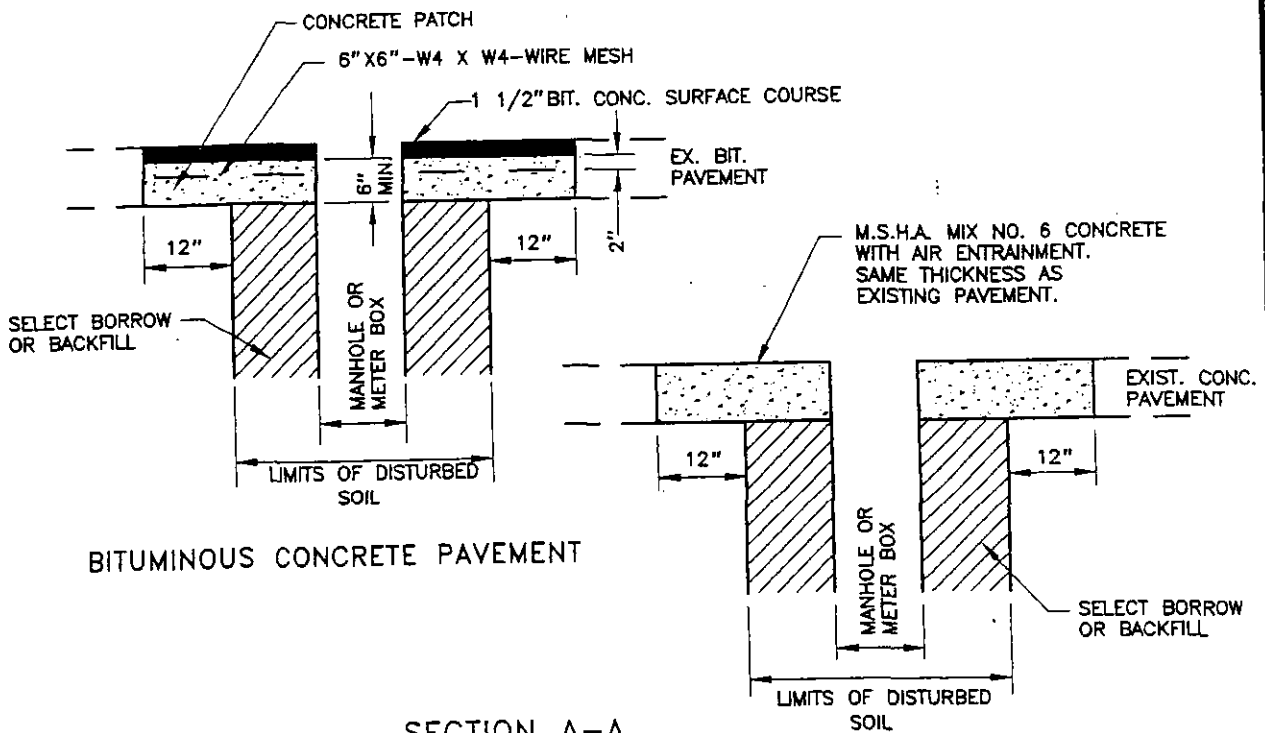 CONCRETE PATCH
6"X6"-W4 X W4-WIRE MESH
1 1/2" BIT. CONC. SURFACE COURSE
6"
MIN
EX. BIT.
PAVEMENT
2"
12"
12"
SELECT BORROW
OR BACKFILL
MANHOLE OR
METER BOX
LIMITS OF DISTURBED
SOIL
BITUMINOUS CONCRETE PAVEMENT
M.S.H.A. MIX NO. 6 CONCRETE
WITH AIR ENTRAINMENT.
SAME THICKNESS AS
EXISTING PAVEMENT.
EXIST. CONC.
PAVEMENT
12"
12"
MANHOLE OR
METER BOX
SELECT BORROW
OR BACKFILL
LIMITS OF DISTURBED
SOIL
SECTION A-A